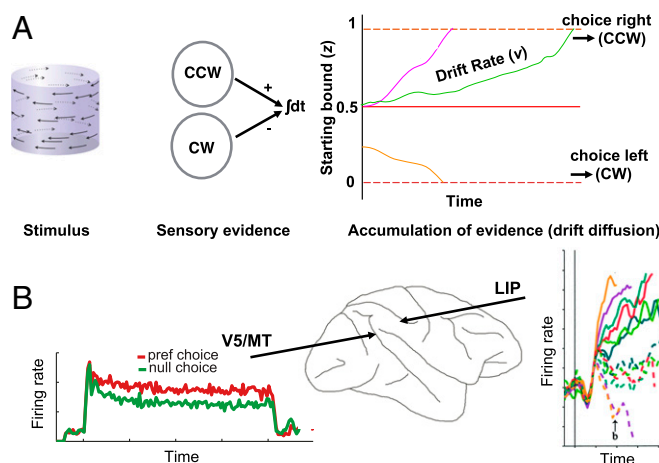 A
1
choice right
(CCW)
CCW
Drift Rate (v)
+
∫dt
Starting bound (z)
0.5
-
CW
choice left
(CW)
0
Time
Stimulus
Sensory evidence
Accumulation of evidence (drift diffusion)
B
LIP
V5/MT
pref choice
null choice
Firing rate
Time
Firing rate
b
Time